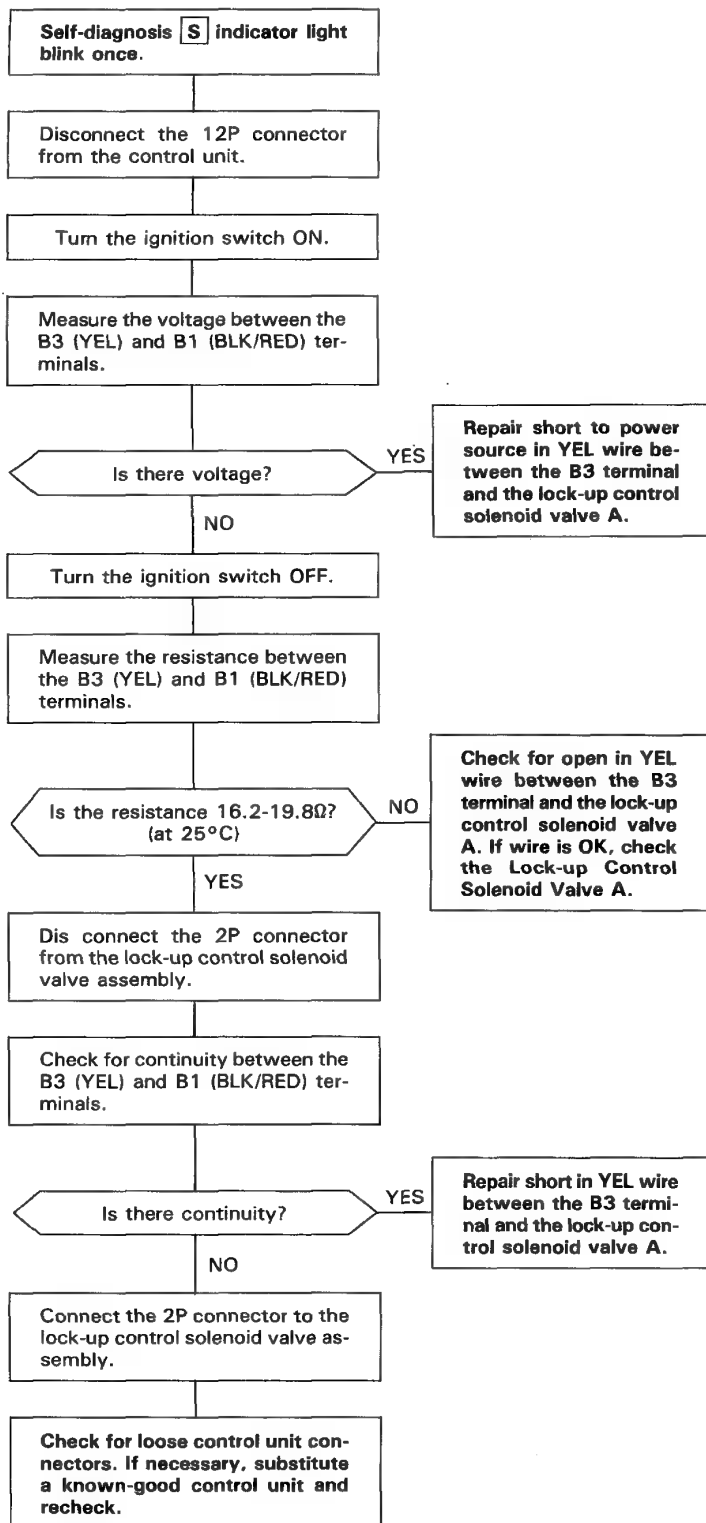 Self-diagnosis S indicator light
blink once.
Disconnect the 12P connector
from the control unit.
Turn the ignition switch ON.
Measure the voltage between the
B3 (YEL) and B1 (BLK/RED) ter-
minals.
Is there voltage?
YES
Repair short to power
source in YEL wire be-
tween the B3 terminal
and the lock-up control
solenoid valve A.
NO
Turn the ignition switch OFF.
Measure the resistance between
the B3 (YEL) and B1 (BLK/RED)
terminals.
Is the resistance 16.2-19.8Ω?
(at 25°C)
NO
Check for open in YEL
wire between the B3
terminal and the lock-up
control solenoid valve
A. If wire is OK, check
the Lock-up Control
Solenoid Valve A.
YES
Dis connect the 2P connector
from the lock-up control solenoid
valve assembly.
Check for continuity between the
B3 (YEL) and B1 (BLK/RED) ter-
minals.
Is there continuity?
YES
Repair short in YEL wire
between the B3 termi-
nal and the lock-up con-
trol solenoid valve A.
NO
Connect the 2P connector to the
lock-up control solenoid valve as-
sembly.
Check for loose control unit con-
nectors. If necessary, substitute
a known-good control unit and
recheck.